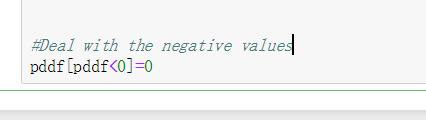 #Deal with the negative values
pddf[pddf<0]=0